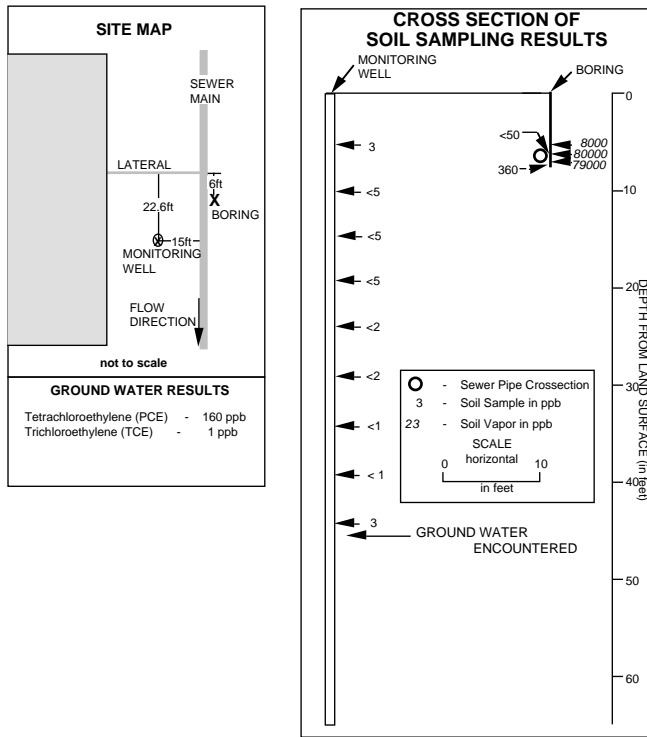 SITE MAP
SEWER
MAIN
LATERAL
6ft
22.6ft
X
BORING
X
15ft
MONITORING
WELL
FLOW
DIRECTION
not to scale
GROUND WATER RESULTS
Tetrachloroethylene (PCE) - 160 ppb
Trichloroethylene (TCE) - 1 ppb
CROSS SECTION OF
SOIL SAMPLING RESULTS
MONITORING
WELL
BORING
0
<50
8000
3
80000
79000
360
10
<5
<5
<5
20
<2
<2
30
<1
<1
40
3
GROUND WATER
ENCOUNTERED
50
60
DEPTH FROM LAND SURFACE (in feet)
O - Sewer Pipe Crossection
3 - Soil Sample in ppb
23 - Soil Vapor in ppb
SCALE
horizontal
0 10
in feet